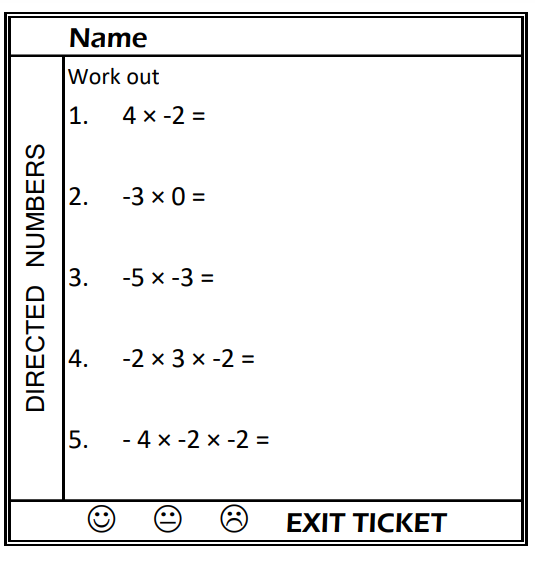 Name
Work out
1. 4 × -2 =
2. -3 × 0 =
3. -5 × -3 =
4. -2 × 3 × -2 =
5. - 4 × -2 × -2 =
DIRECTED NUMBERS
EXIT TICKET